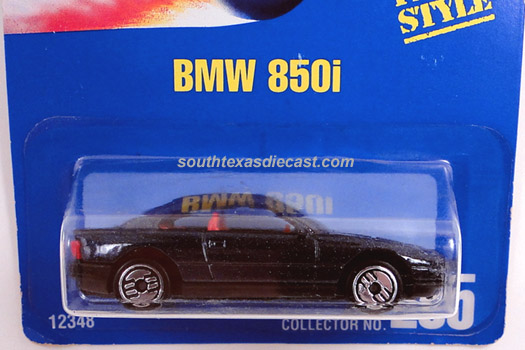 STYLE
BMW 850i
southtexasdiecast.com
BMW 850i
12348
COLLECTOR NO.